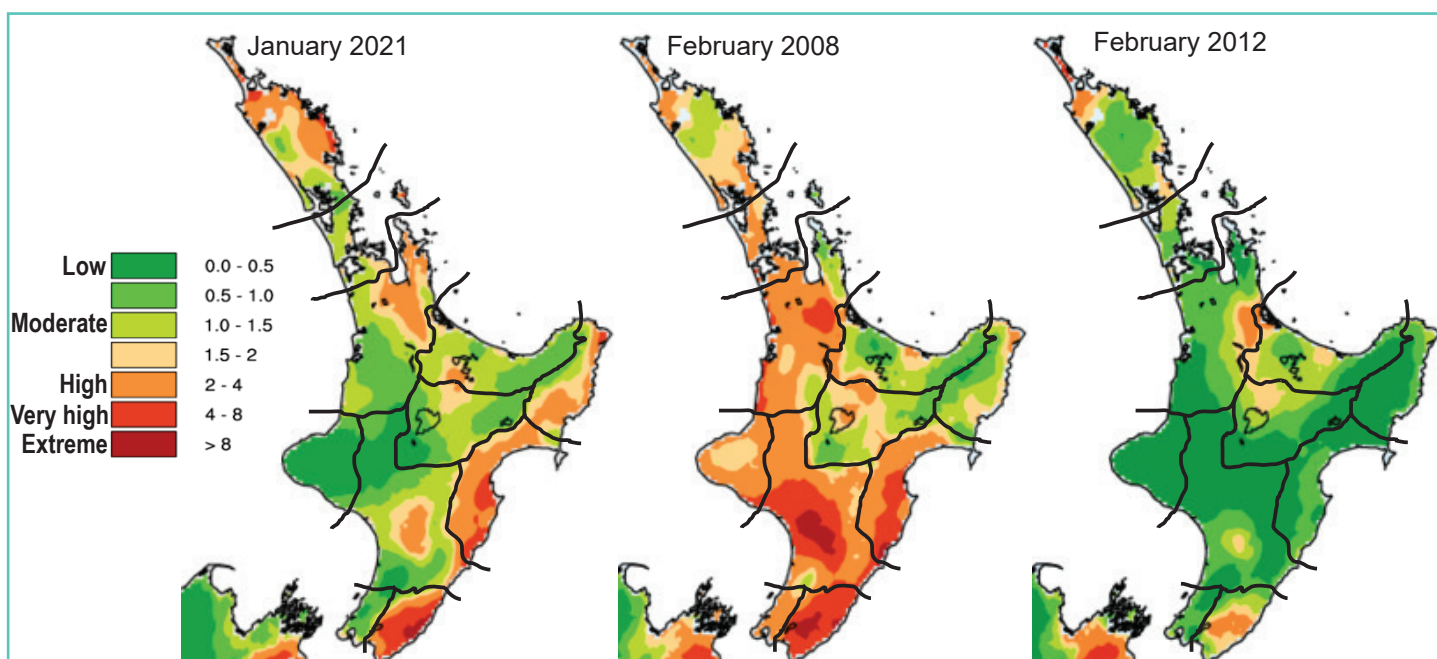 January 2021
February 2008
February 2012
Low 0.0 - 0.5
0.5 - 1.0
Moderate 1.0 - 1.5
1.5 - 2
High 2 - 4
Very high 4 - 8
Extreme > 8